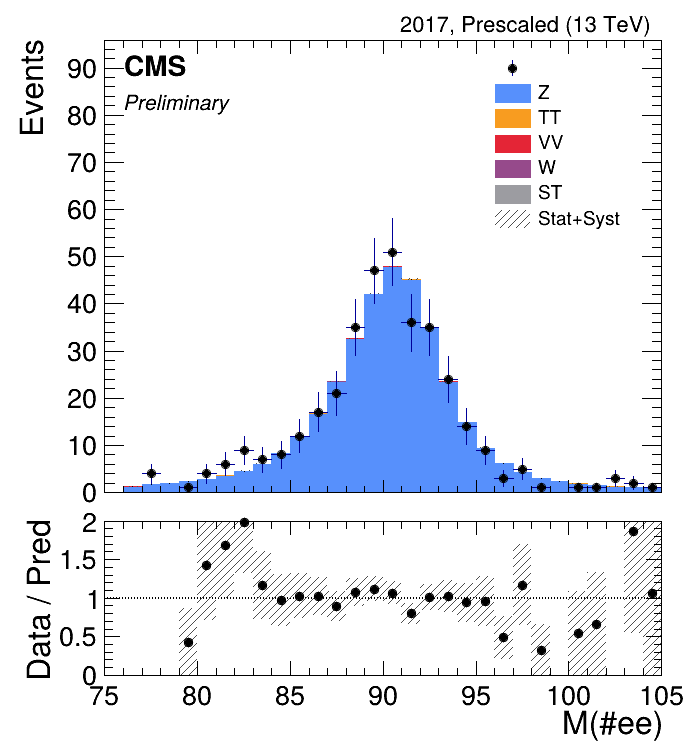 2017, Prescaled (13 TeV)
CMS
Preliminary
Events
90
80
70
60
50
40
30
20
10
0
Z
TT
VV
W
ST
Stat+Syst
Data / Pred
2
1.5
1
0.5
0
75 80 85 90 95 100 105
M(#ee)